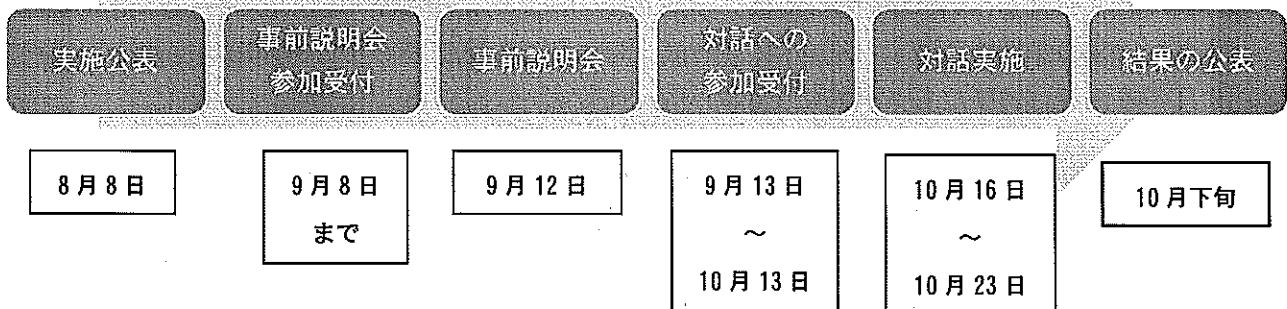 実施公表
事前説明会
参加受付
事前説明会
対話への
参加受付
対話実施
結果の公表
8月8日
9月8日
まで
9月12日
9月13日
～
10月13日
10月16日
～
10月23日
10月下旬